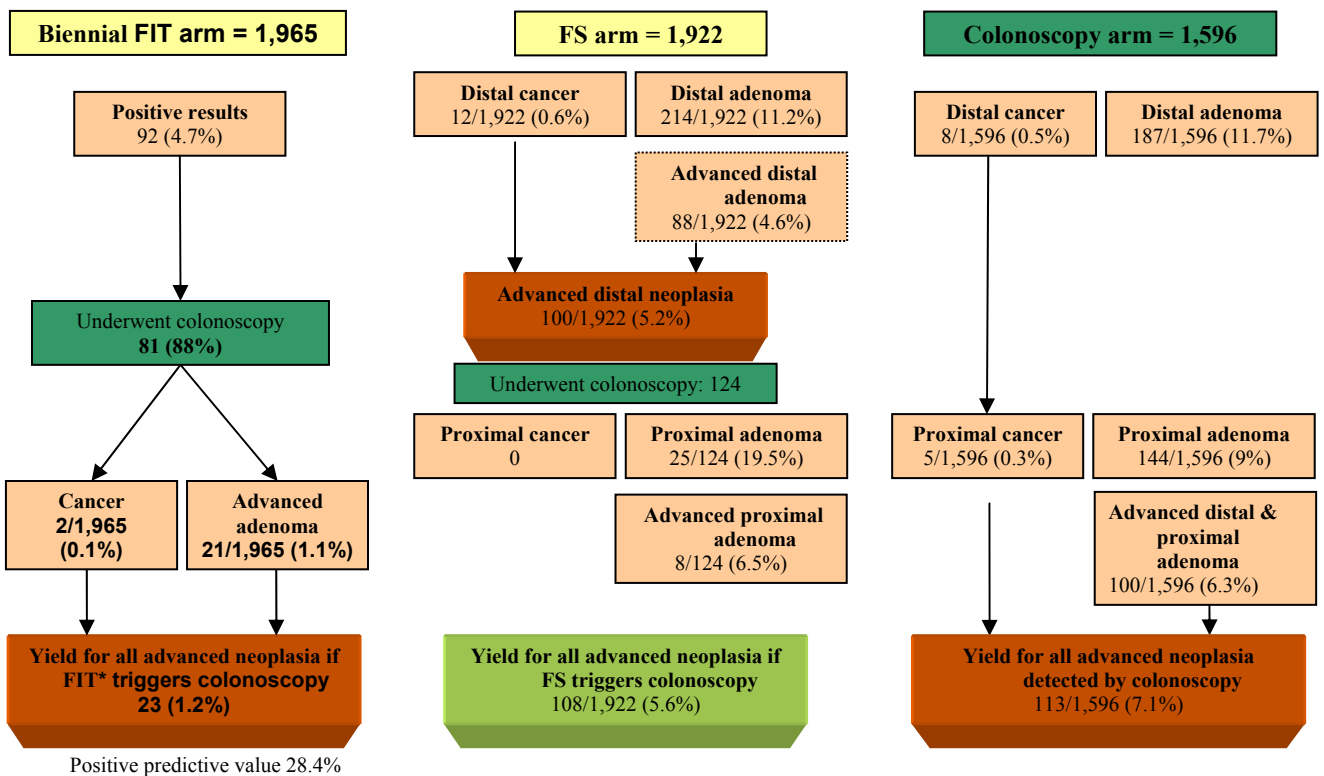 Biennial FIT arm = 1,965
Positive results
92 (4.7%)
Underwent colonoscopy
81 (88%)
Cancer
2/1,965
(0.1%)
Advanced
adenoma
21/1,965 (1.1%)
Yield for all advanced neoplasia if
FIT* triggers colonoscopy
23 (1.2%)
Positive predictive value 28.4%
FS arm = 1,922
Distal cancer
12/1,922 (0.6%)
Distal adenoma
214/1,922 (11.2%)
Advanced distal
adenoma
88/1,922 (4.6%)
Advanced distal neoplasia
100/1,922 (5.2%)
Underwent colonoscopy: 124
Proximal cancer
0
Proximal adenoma
25/124 (19.5%)
Advanced proximal
adenoma
8/124 (6.5%)
Yield for all advanced neoplasia if
FS triggers colonoscopy
108/1,922 (5.6%)
Colonoscopy arm = 1,596
Distal cancer
8/1,596 (0.5%)
Distal adenoma
187/1,596 (11.7%)
Proximal cancer
5/1,596 (0.3%)
Proximal adenoma
144/1,596 (9%)
Advanced distal &
proximal
adenoma
100/1,596 (6.3%)
Yield for all advanced neoplasia
detected by colonoscopy
113/1,596 (7.1%)